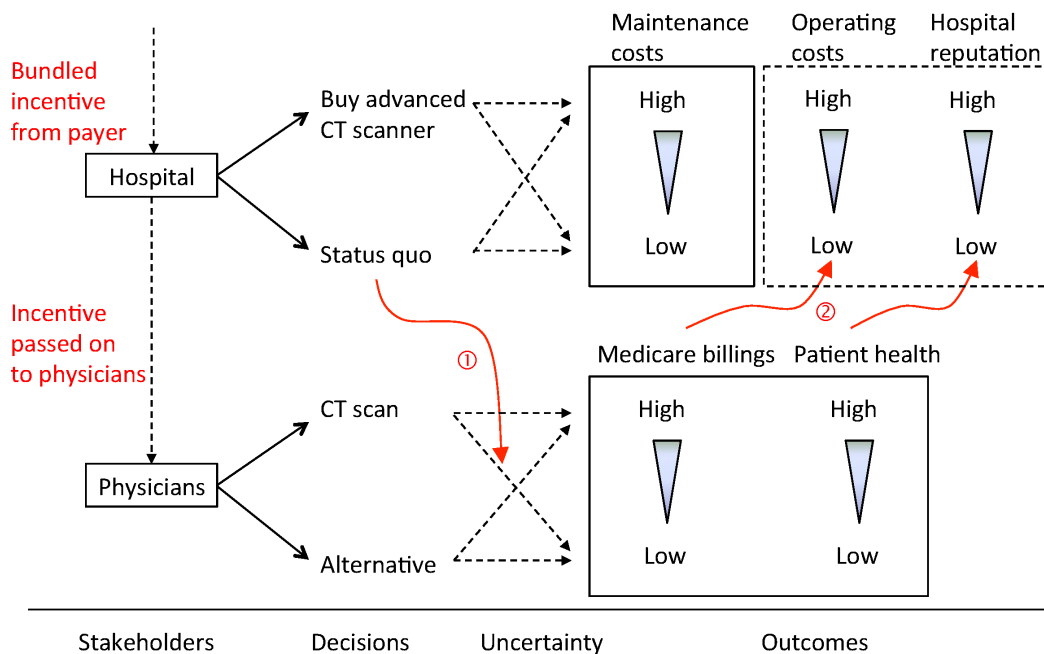 Maintenance
costs
Operating
costs
Hospital
reputation
Bundled
incentive
from payer
Hospital
Buy advanced
CT scanner
Status quo
High
Low
High
Low
High
Low
①
②
Incentive
passed on
to physicians
Physicians
CT scan
Alternative
Medicare billings
Patient health
High
Low
High
Low
Stakeholders
Decisions
Uncertainty
Outcomes